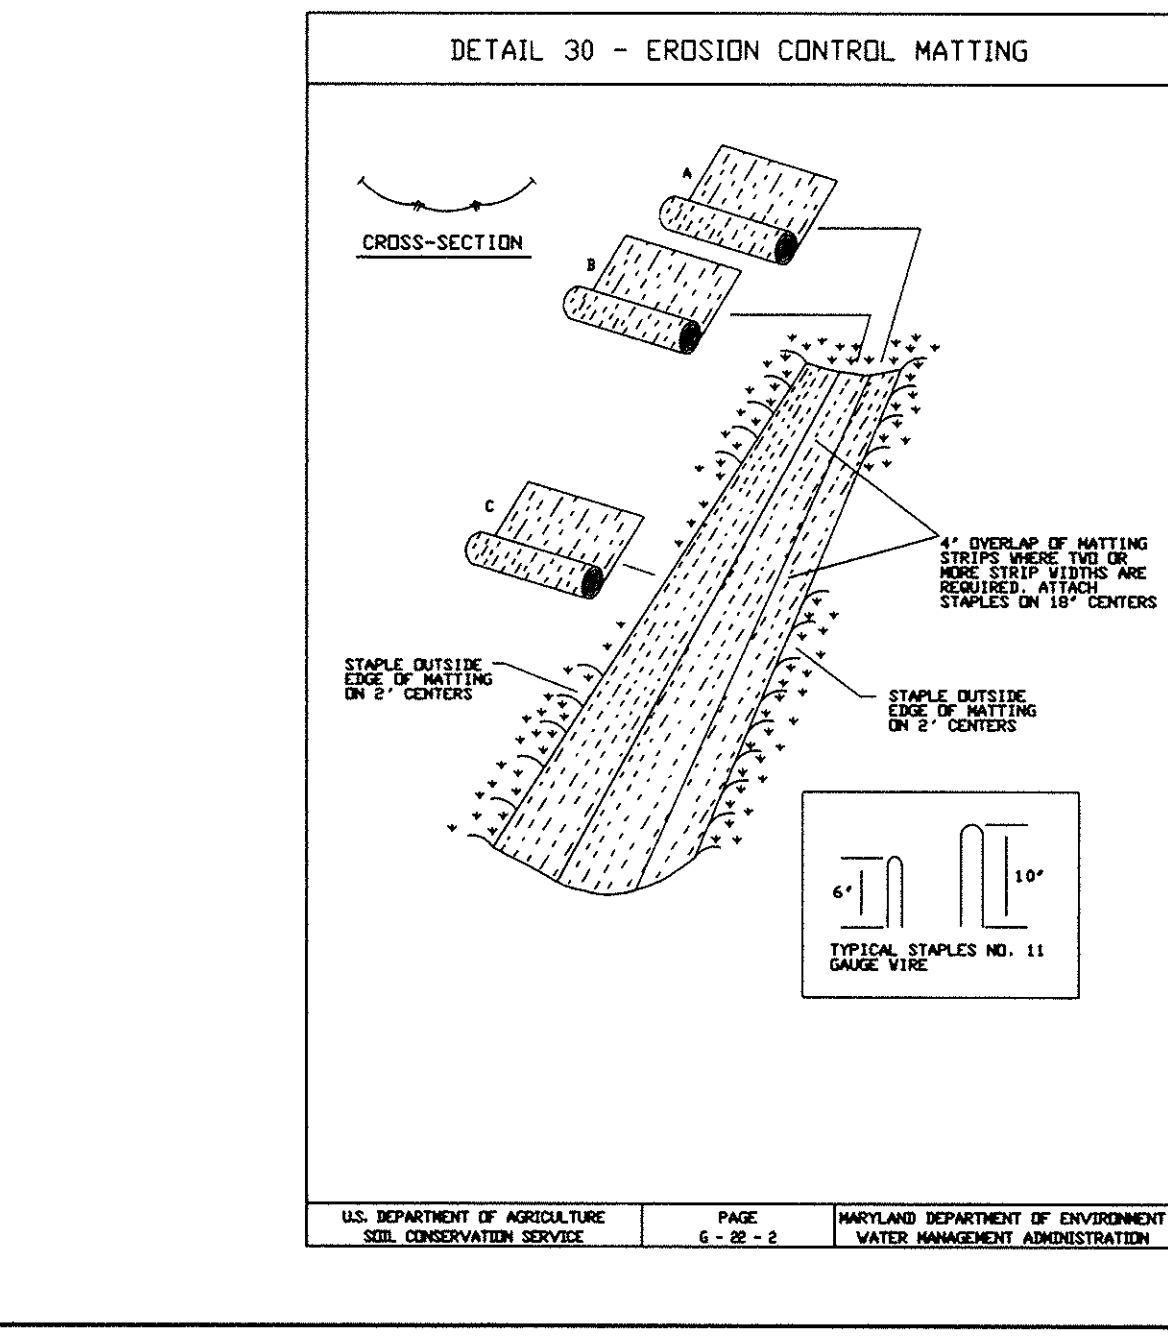 DETAIL 30 - EROSION CONTROL MATTING
A
CROSS-SECTION
B
C
4" OVERLAP OF MATTING
STRIPS WHERE TWO OR
MORE STRIP WIDTHS ARE
REQUIRED. ATTACH
STAPLES ON 18" CENTERS
STAPLE OUTSIDE
EDGE OF MATTING
ON 2' CENTERS
STAPLE OUTSIDE
EDGE OF MATTING
ON 2' CENTERS
6"
10"
TYPICAL STAPLES NO. 11
GAUGE WIRE
U.S. DEPARTMENT OF AGRICULTURE
SOIL CONSERVATION SERVICE
PAGE
G - 22 - 2
MARYLAND DEPARTMENT OF ENVIRONMENT
WATER MANAGEMENT ADMINISTRATION